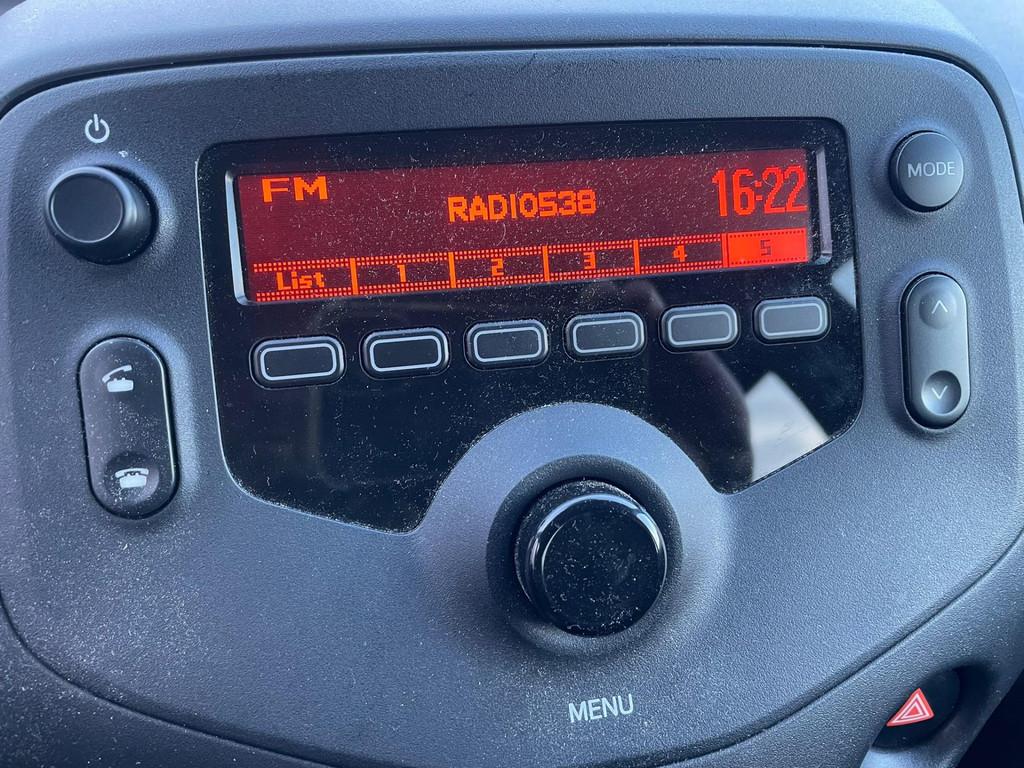 FM
RADIO538
16:22
List 1 2 3 4 5
MODE
MENU